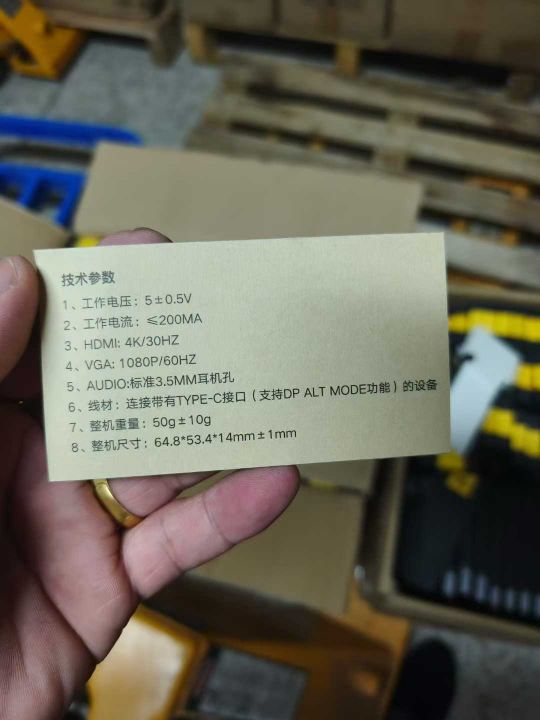 技术参数
1、工作电压：5±0.5V
2、工作电流：≤200MA
3、HDMI: 4K/30HZ
4、VGA: 1080P/60HZ
5、AUDIO:标准3.5MM耳机孔
6、线材：连接带有TYPE-C接口（支持DP ALT MODE功能）的设备
7、整机重量：50g±10g
8、整机尺寸：64.8*53.4*14mm±1mm